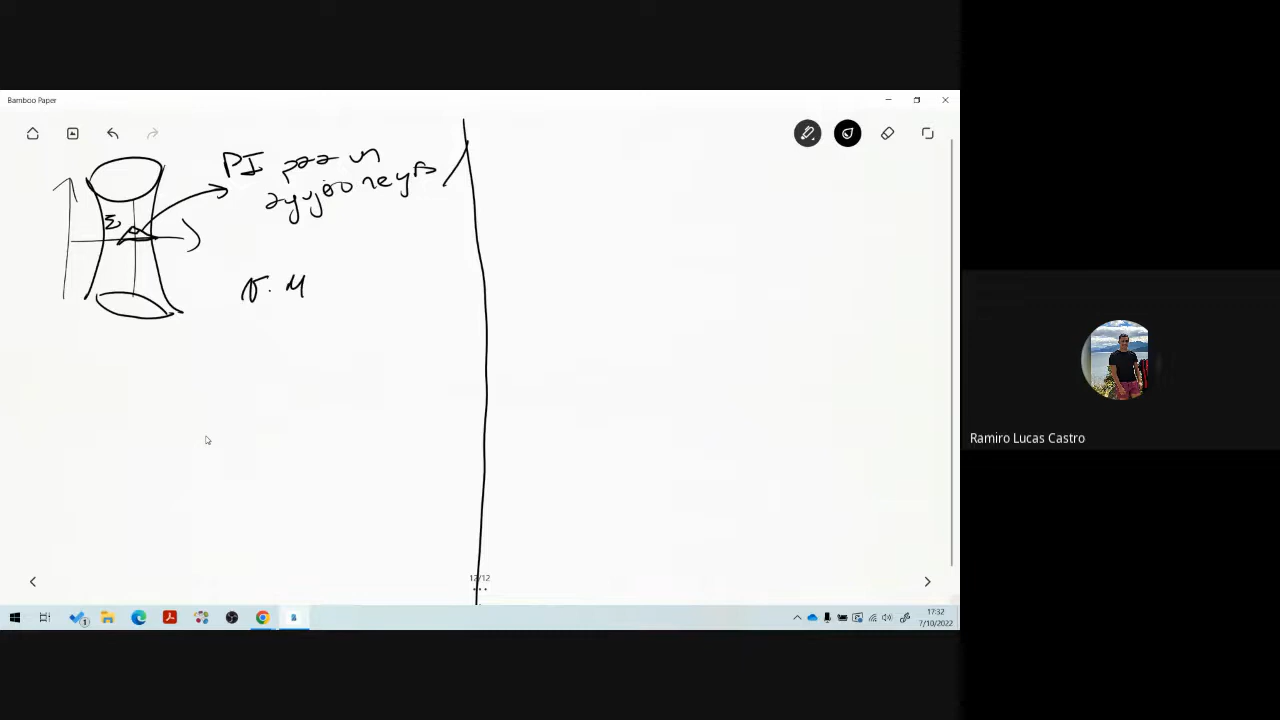 Bamboo Paper
PI para un
agujero negro
Σ
σ. M
12/12
Ramiro Lucas Castro
17:32
7/10/2022